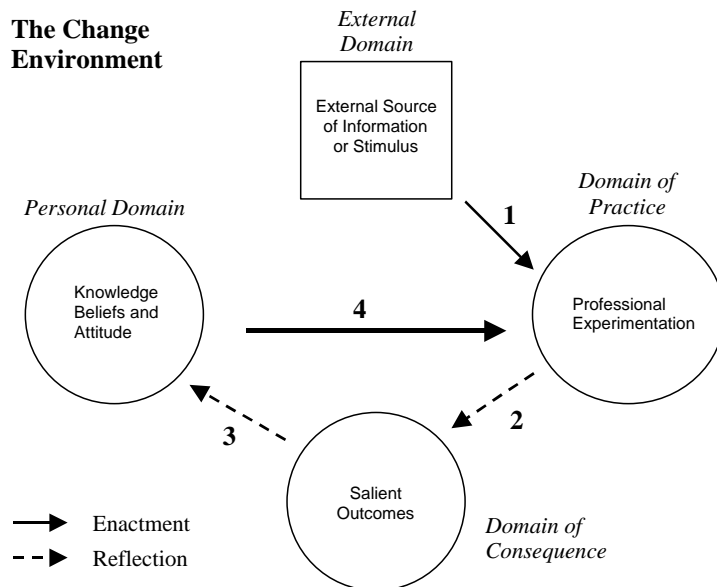 The Change
Environment
External
Domain
External Source
of Information
or Stimulus
1
Domain of
Practice
Personal Domain
Knowledge
Beliefs and
Attitude
4
Professional
Experimentation
3
2
Salient
Outcomes
Enactment
Reflection
Domain of
Consequence